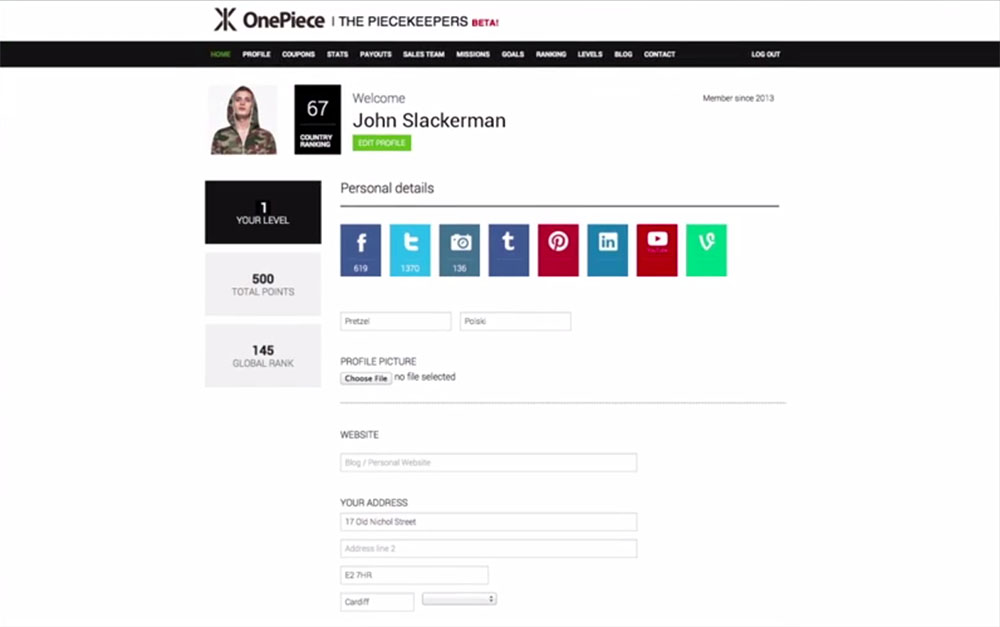 OnePiece | THE PIECEKEEPERS BETA!
HOME PROFILE COUPONS STATS PAYOUTS SALES TEAM MISSIONS GOALS RANKING LEVELS BLOG CONTACT LOG OUT
67
COUNTRY
RANKING
Welcome
Member since 2013
John Slackerman
EDIT PROFILE
1
YOUR LEVEL
500
TOTAL POINTS
145
GLOBAL RANK
Personal details
619 1370 136
Pretzel Polski
PROFILE PICTURE
Choose File no file selected
WEBSITE
Blog / Personal Website
YOUR ADDRESS
17 Old Nichol Street
Address line 2
E2 7HR
Cardiff